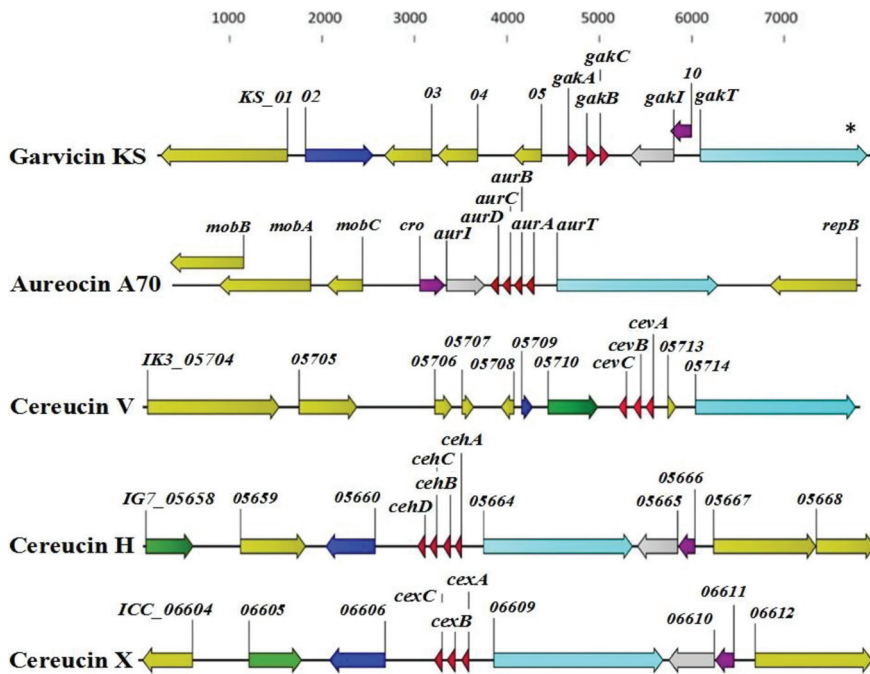 1000 2000 3000 4000 5000 6000 7000
gakC
gakA 10
KS_01 02 03 04 05 gakB gakI gakT
Garvicin KS *
aurB
aurC
mobB mobA mobC cro aurI aurD aurA aurT repB
Aureocin A70
cevA
05707 05709 cevB 05713
IK3_05704 05705 05706 05708 05710 cevC 05714
Cereucin V
cehA
cehC
cehB 05666
IG7_05658 05659 05660 cehD 05664 05665 05667 05668
Cereucin H
cexA
cexC 06611
ICC_06604 06605 06606 cexB 06609 06610 06612
Cereucin X